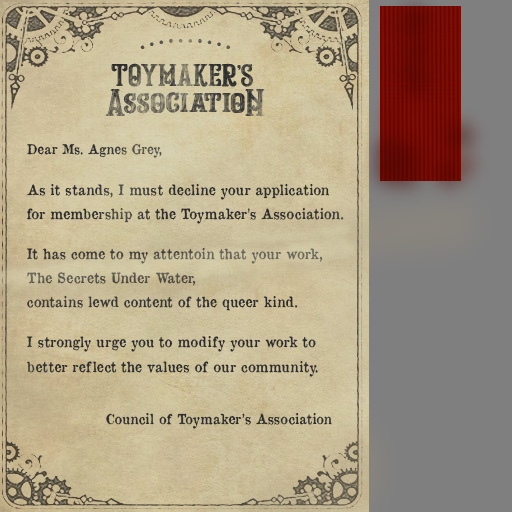 TOYMAKER'S
ASSOCIATION
Dear Ms. Agnes Grey,
As it stands, I must decline your application
for membership at the Toymaker's Association.
It has come to my attentoin that your work,
The Secrets Under Water,
contains lewd content of the queer kind.
I strongly urge you to modify your work to
better reflect the values of our community.
Council of Toymaker's Association